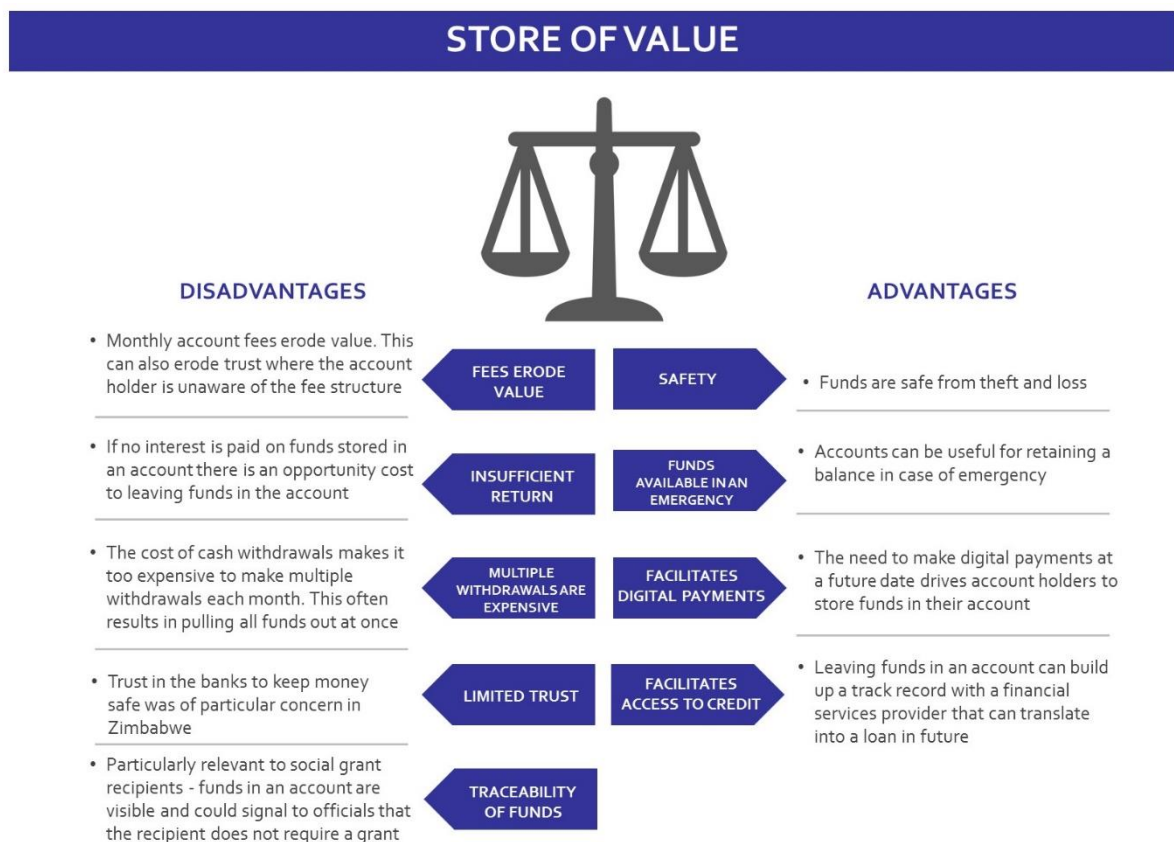 STORE OF VALUE
DISADVANTAGES
ADVANTAGES
• Monthly account fees erode value. This
can also erode trust where the account
holder is unaware of the fee structure
FEES ERODE
VALUE
SAFETY
• Funds are safe from theft and loss
• If no interest is paid on funds stored in
an account there is an opportunity cost
to leaving funds in the account
INSUFFICIENT
RETURN
FUNDS
AVAILABLE IN AN
EMERGENCY
• Accounts can be useful for retaining a
balance in case of emergency
• The cost of cash withdrawals makes it
too expensive to make multiple
withdrawals each month. This often
results in pulling all funds out at once
MULTIPLE
WITHDRAWALS ARE
EXPENSIVE
FACILITATES
DIGITAL PAYMENTS
• The need to make digital payments at
a future date drives account holders to
store funds in their account
• Trust in the banks to keep money
safe was of particular concern in
Zimbabwe
LIMITED TRUST
FACILITATES
ACCESS TO CREDIT
• Leaving funds in an account can build
up a track record with a financial
services provider that can translate
into a loan in future
• Particularly relevant to social grant
recipients - funds in an account are
visible and could signal to officials that
the recipient does not require a grant
TRACEABILITY
OF FUNDS